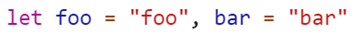 let foo = "foo", bar = "bar"